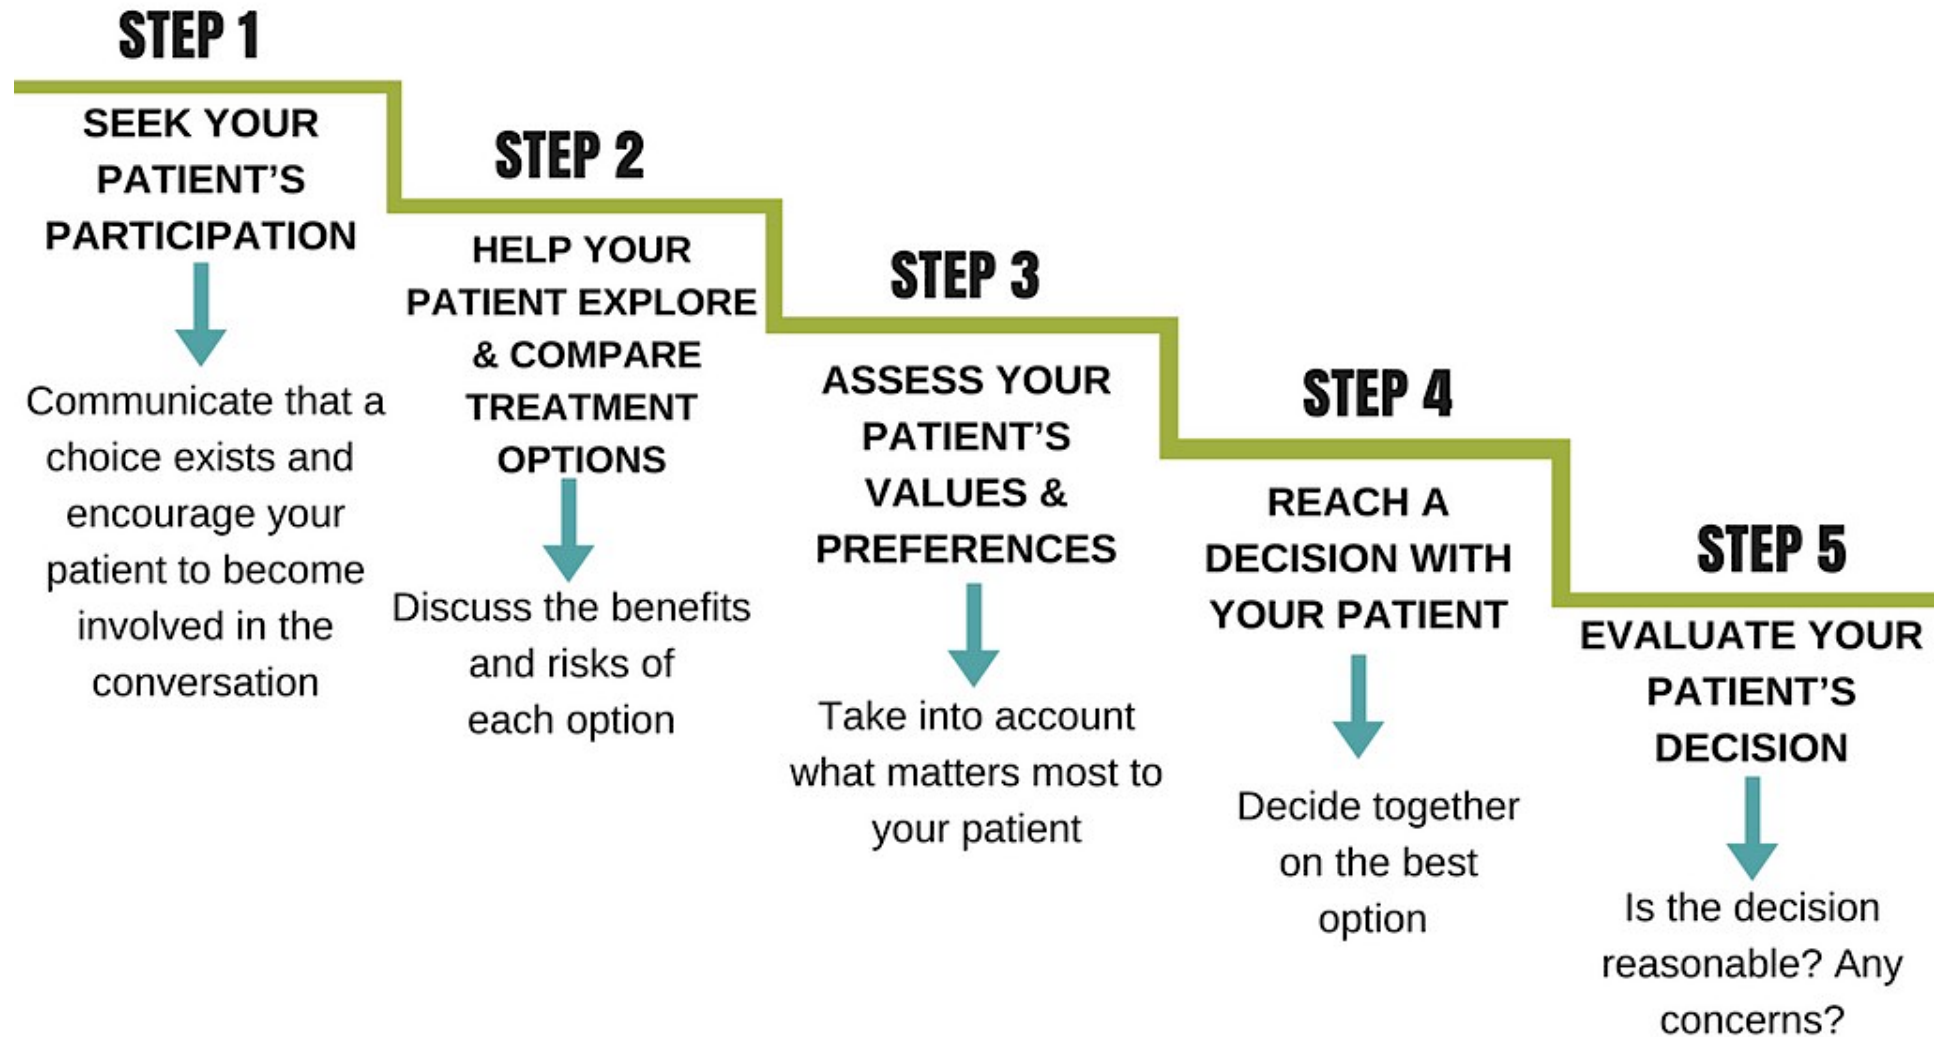 STEP 1
SEEK YOUR
PATIENT’S
PARTICIPATION
Communicate that a
choice exists and
encourage your
patient to become
involved in the
conversation
STEP 2
HELP YOUR
PATIENT EXPLORE
& COMPARE
TREATMENT
OPTIONS
Discuss the benefits
and risks of
each option
STEP 3
ASSESS YOUR
PATIENT’S
VALUES &
PREFERENCES
Take into account
what matters most to
your patient
STEP 4
REACH A
DECISION WITH
YOUR PATIENT
Decide together
on the best
option
STEP 5
EVALUATE YOUR
PATIENT’S
DECISION
Is the decision
reasonable? Any
concerns?